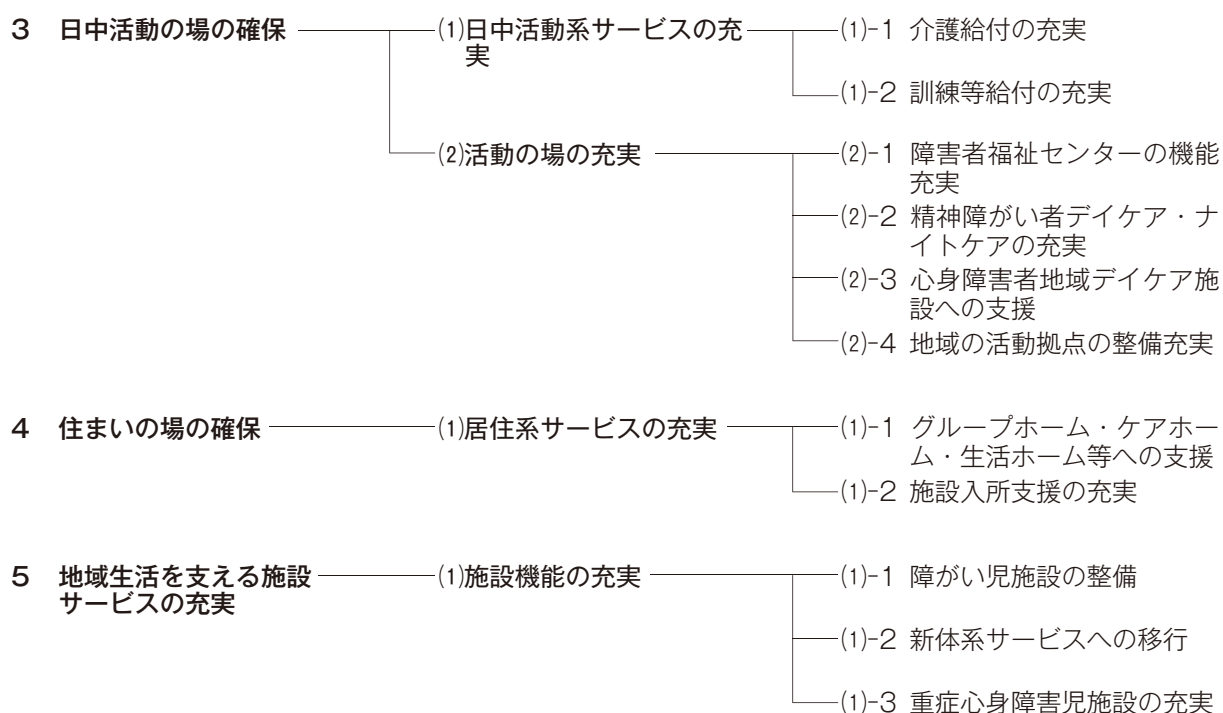 3 日中活動の場の確保
⑴日中活動系サービスの充
実
⑴-1 介護給付の充実
⑴-2 訓練等給付の充実
⑵活動の場の充実
⑵-1 障害者福祉センターの機能
充実
⑵-2 精神障がい者デイケア・ナ
イトケアの充実
⑵-3 心身障害者地域デイケア施
設への支援
⑵-4 地域の活動拠点の整備充実
4 住まいの場の確保
⑴居住系サービスの充実
⑴-1 グループホーム・ケアホー
ム・生活ホーム等への支援
⑴-2 施設入所支援の充実
5 地域生活を支える施設
サービスの充実
⑴施設機能の充実
⑴-1 障がい児施設の整備
⑴-2 新体系サービスへの移行
⑴-3 重症心身障害児施設の充実